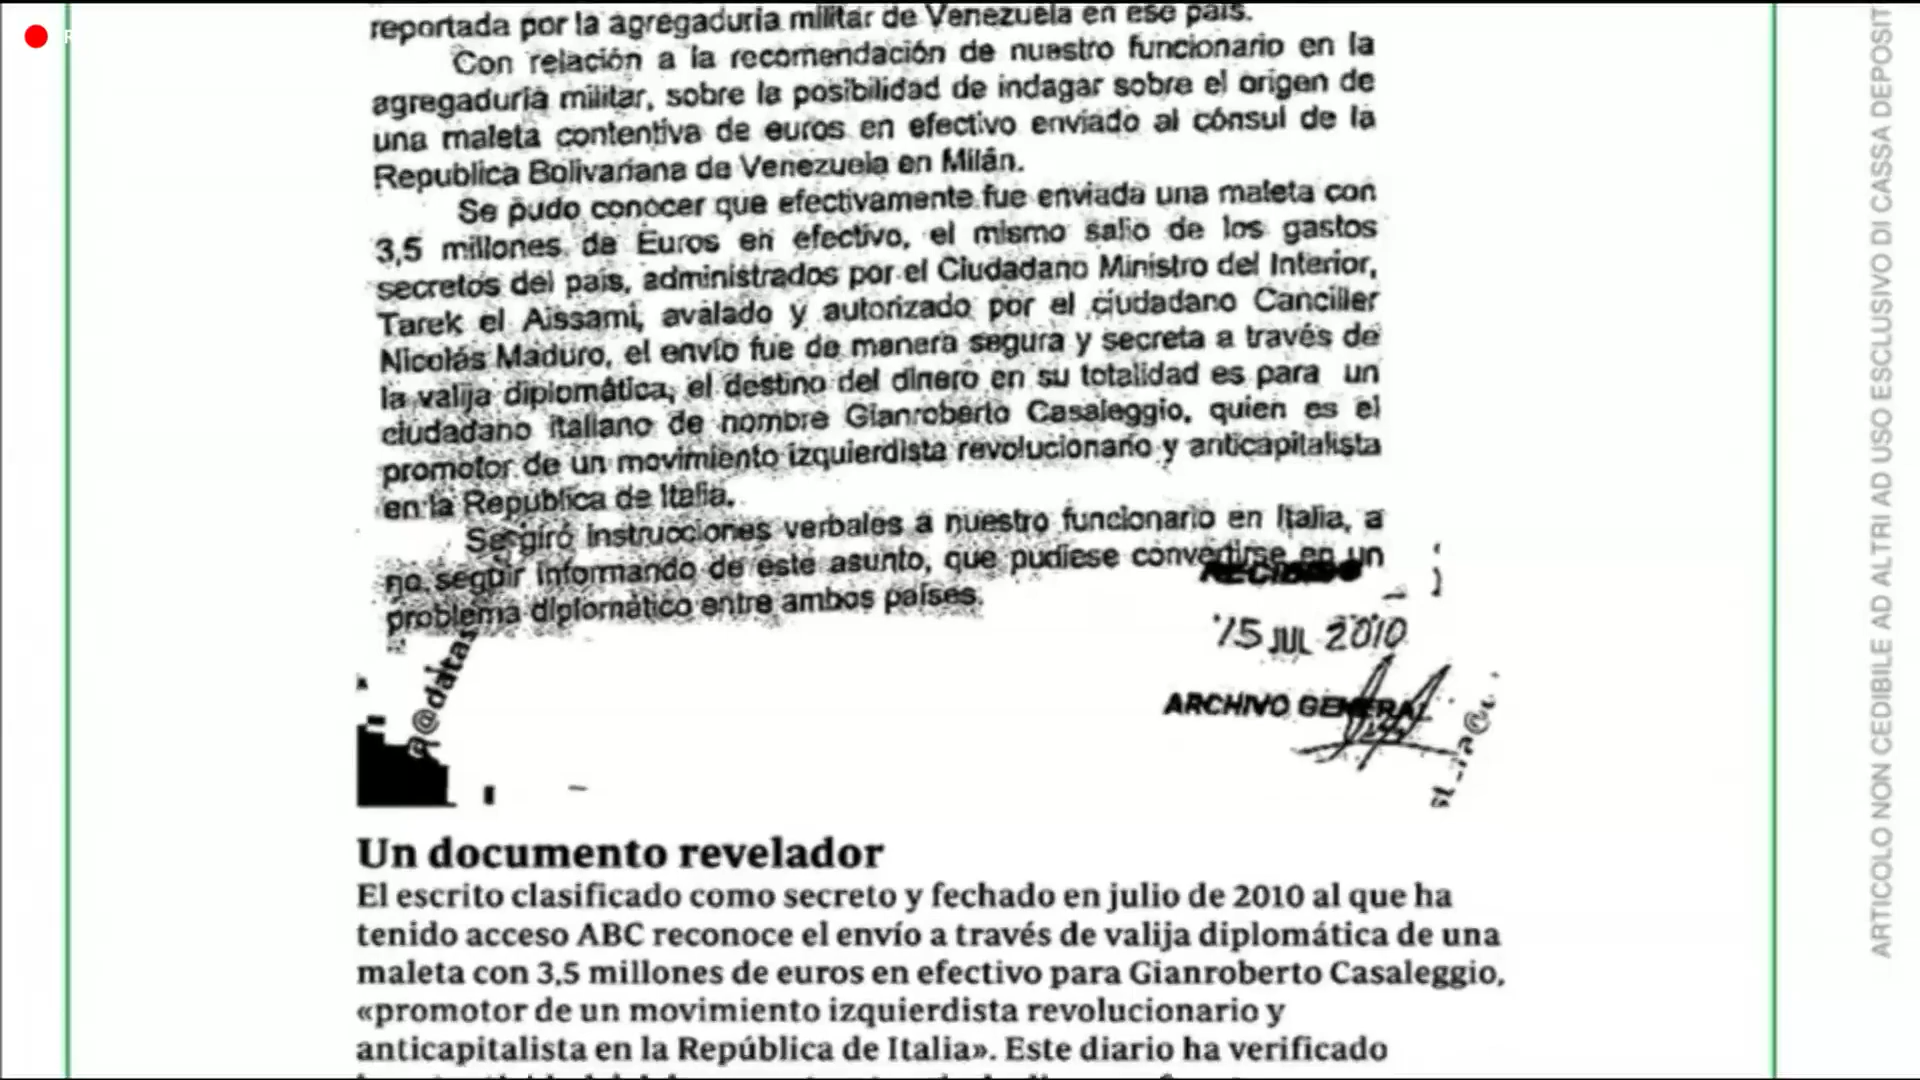 reportada por la agregaduria militar de Venezuela en ese país.
Con relación a la recomendación de nuestro funcionario en la
agregaduría militar, sobre la posibilidad de indagar sobre el origen de
una maleta contentiva de euros en efectivo enviado al cónsul de la
Republica Bolivariana de Venezuela en Milán.
Se pudo conocer que efectivamente fue enviada una maleta con
3,5 millones de Euros en efectivo, el mismo salio de los gastos
secretos del pais, administrados por el Ciudadano Ministro del Interior,
Tarek el Aissami, avalado y autorizado por el ciudadano Canciller
Nicolás Maduro, el envío fue de manera segura y secreta a través de
la valija diplomática, el destino del dinero en su totalidad es para un
ciudadano italiano de nombre Gianroberto Casaleggio, quien es el
promotor de un movimiento izquierdista revolucionario y anticapitalista
en la Republica de Italia.
Se giró instrucciones verbales a nuestro funcionario en Italia, a
no seguir informando de este asunto, que pudiese convertirse en un
problema diplomático entre ambos países.
RECIBIDO
15 JUL 2010
ARCHIVO GENERAL
Un documento revelador
El escrito clasificado como secreto y fechado en julio de 2010 al que ha
tenido acceso ABC reconoce el envío a través de valija diplomática de una
maleta con 3,5 millones de euros en efectivo para Gianroberto Casaleggio,
«promotor de un movimiento izquierdista revolucionario y
anticapitalista en la República de Italia». Este diario ha verificado
ARTICOLO NON CEDIBILE AD ALTRI AD USO ESCLUSIVO DI CASSA DEPOSIT